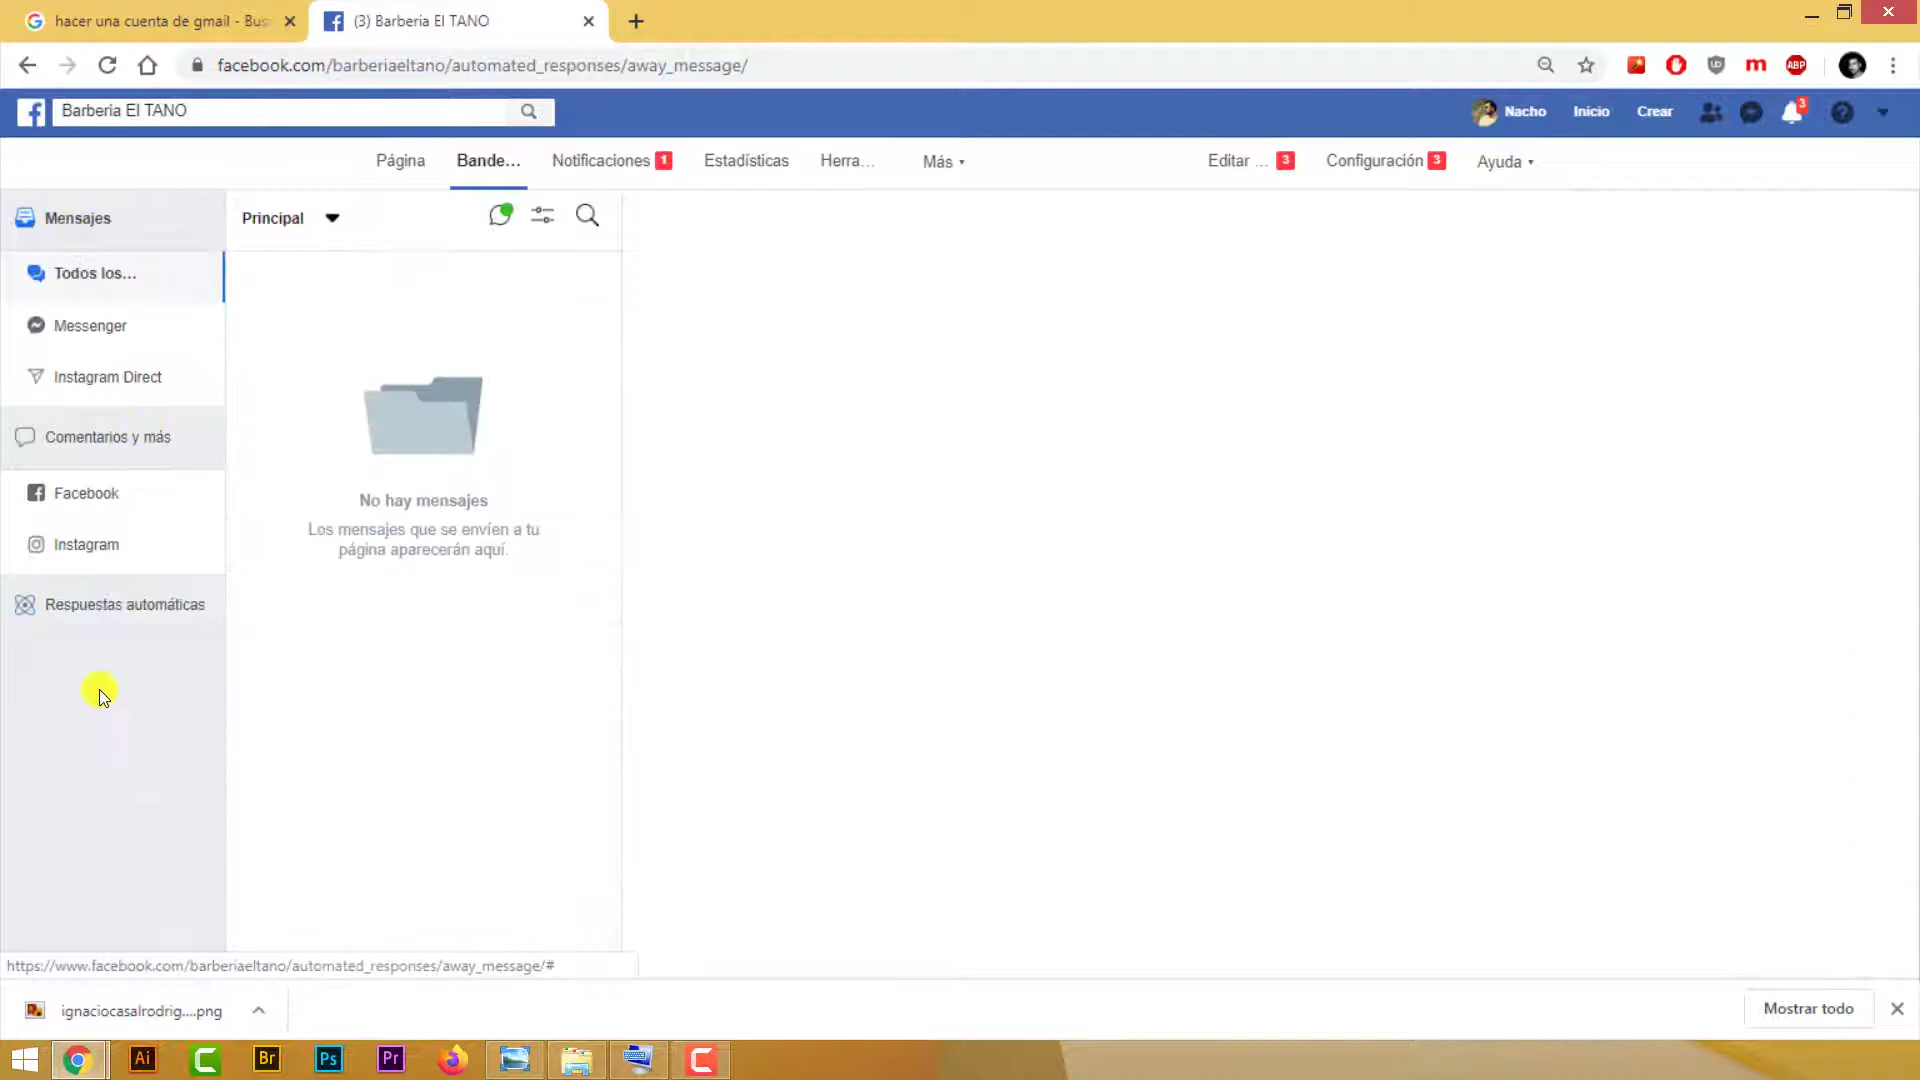 hacer una cuenta de gmail - Bus
(3) Barberia El TANO
facebook.com/barberiaeltano/automated_responses/away_message/
ABP
Barberia El TANO
Nacho
Inicio
Crear
3
Página
Bande...
Notificaciones 1
Estadísticas
Herra...
Más
Editar ... 3
Configuración 3
Ayuda
Mensajes
Principal
Todos los...
Messenger
Instagram Direct
Comentarios y más
Facebook
Instagram
Respuestas automáticas
No hay mensajes
Los mensajes que se envíen a tu
página aparecerán aquí.
https://www.facebook.com/barberiaeltano/automated_responses/away_message/#
ignaciocasalrodrig....png
Mostrar todo
Ai
Br
Ps
Pr